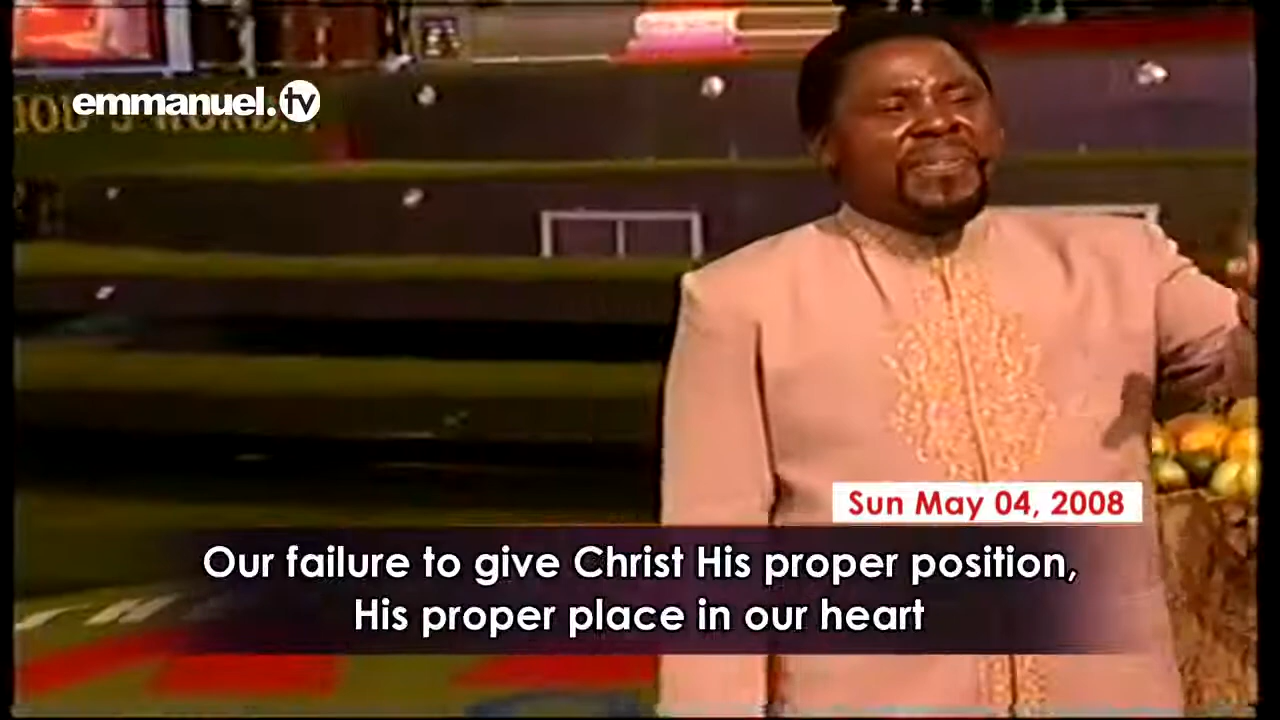 emmanuel.tv
Sun May 04, 2008
Our failure to give Christ His proper position,
His proper place in our heart